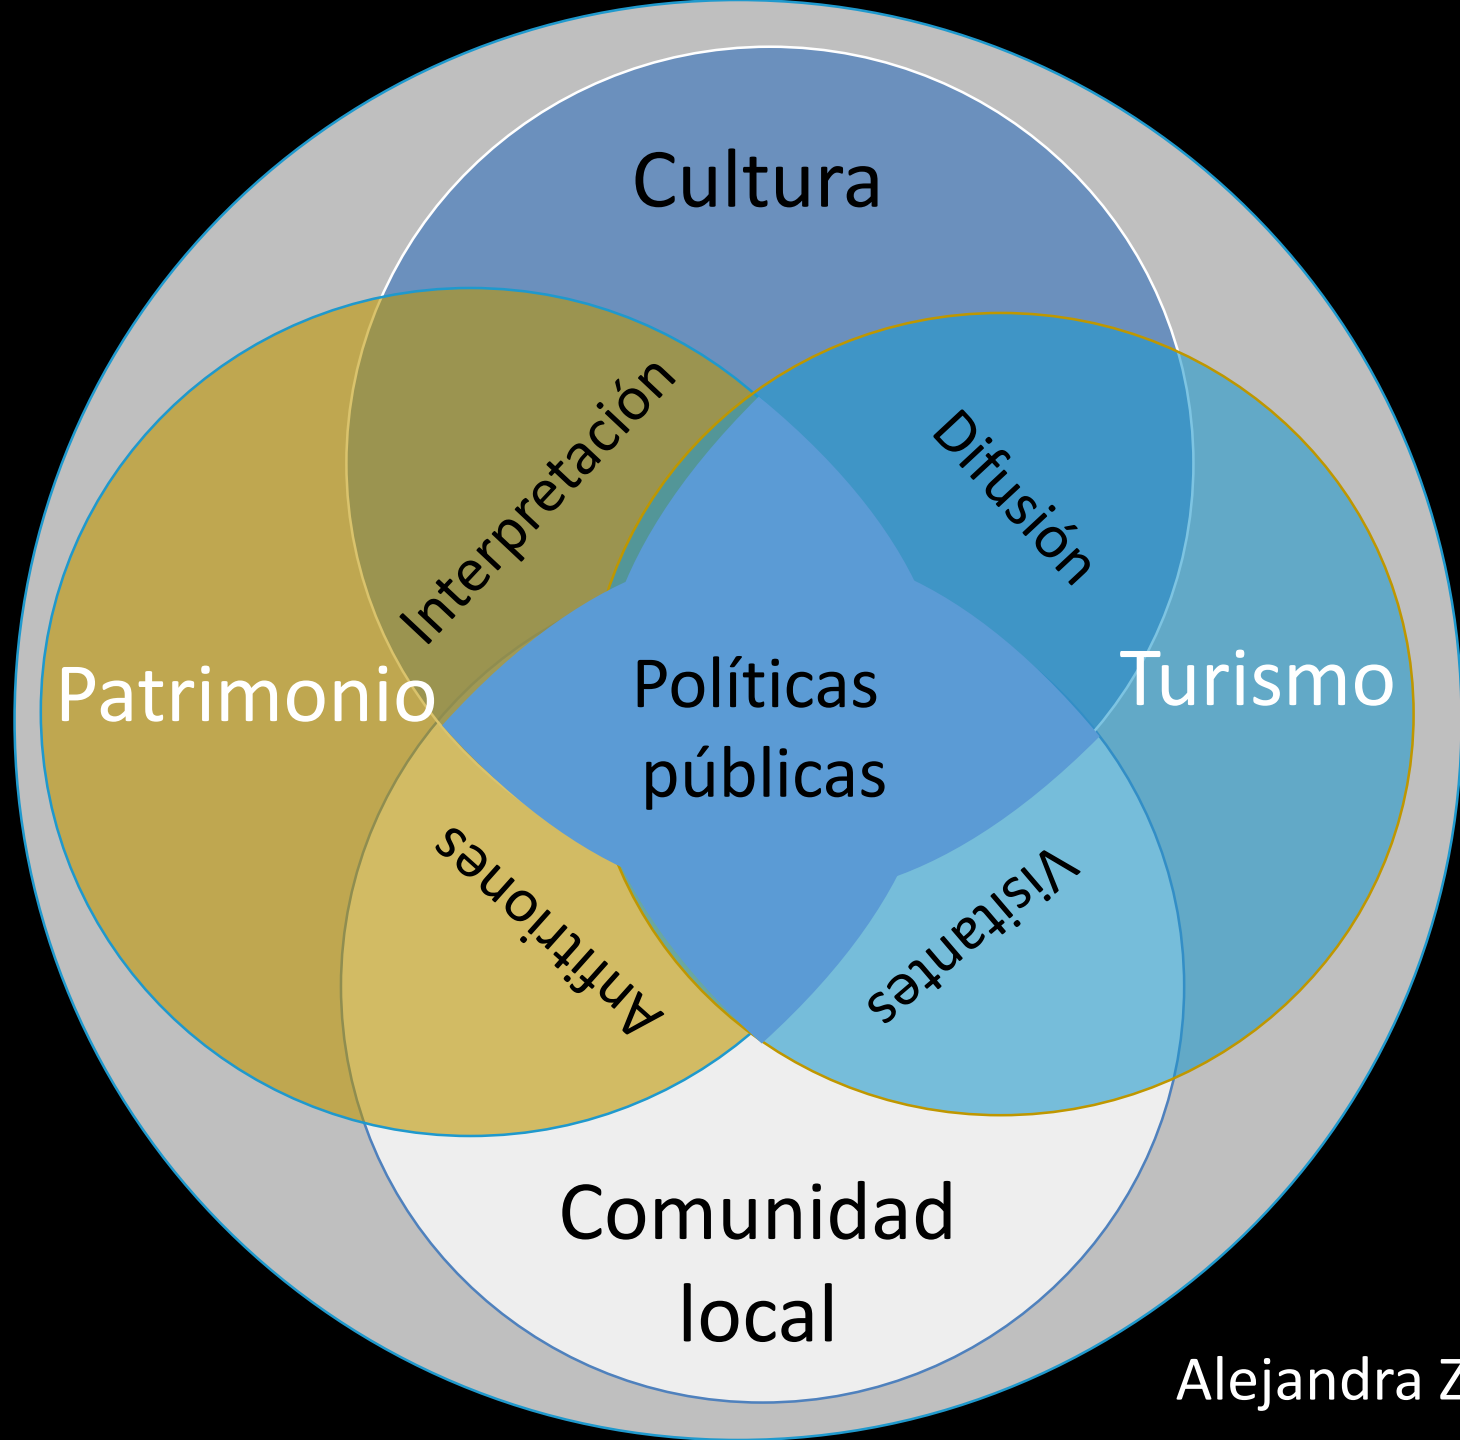 Cultura
Interpretación
Difusión
Patrimonio
Turismo
Políticas
públicas
Anfitriones
Visitantes
Comunidad
local
Alejandra Z